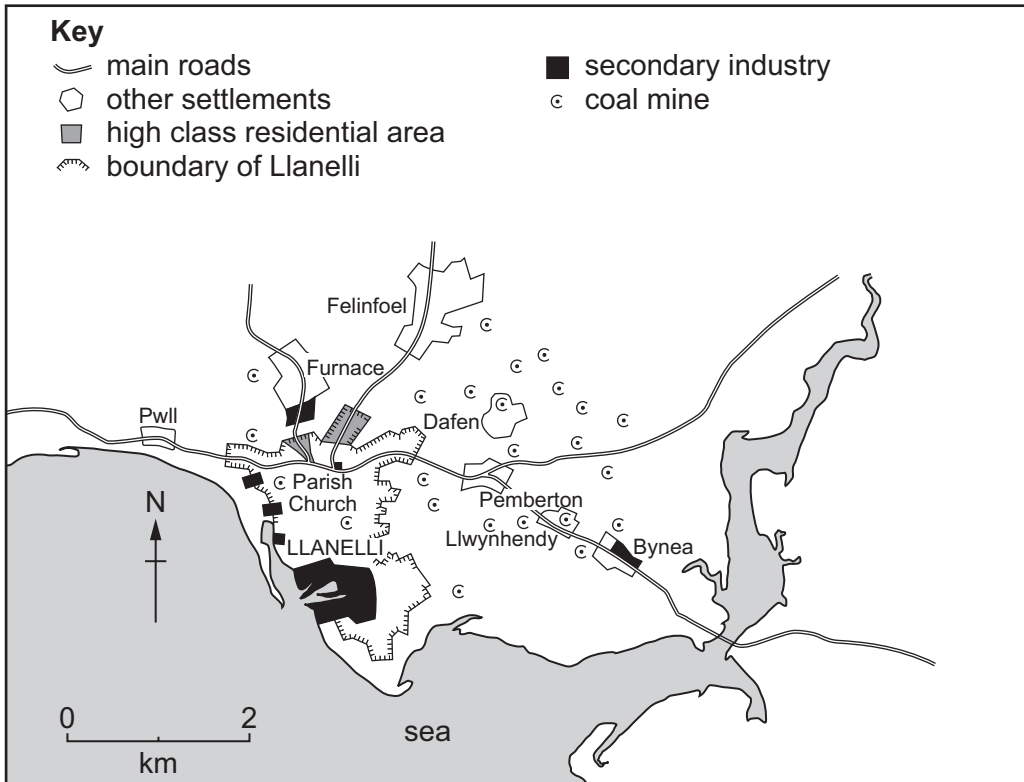 Key
main roads
other settlements
high class residential area
boundary of Llanelli
secondary industry
coal mine
Felinfoel
Furnace
Pwll
Dafen
Parish
Church
Pemberton
N
LLANELLI
Llwynhendy
Bynea
0 2
km
sea